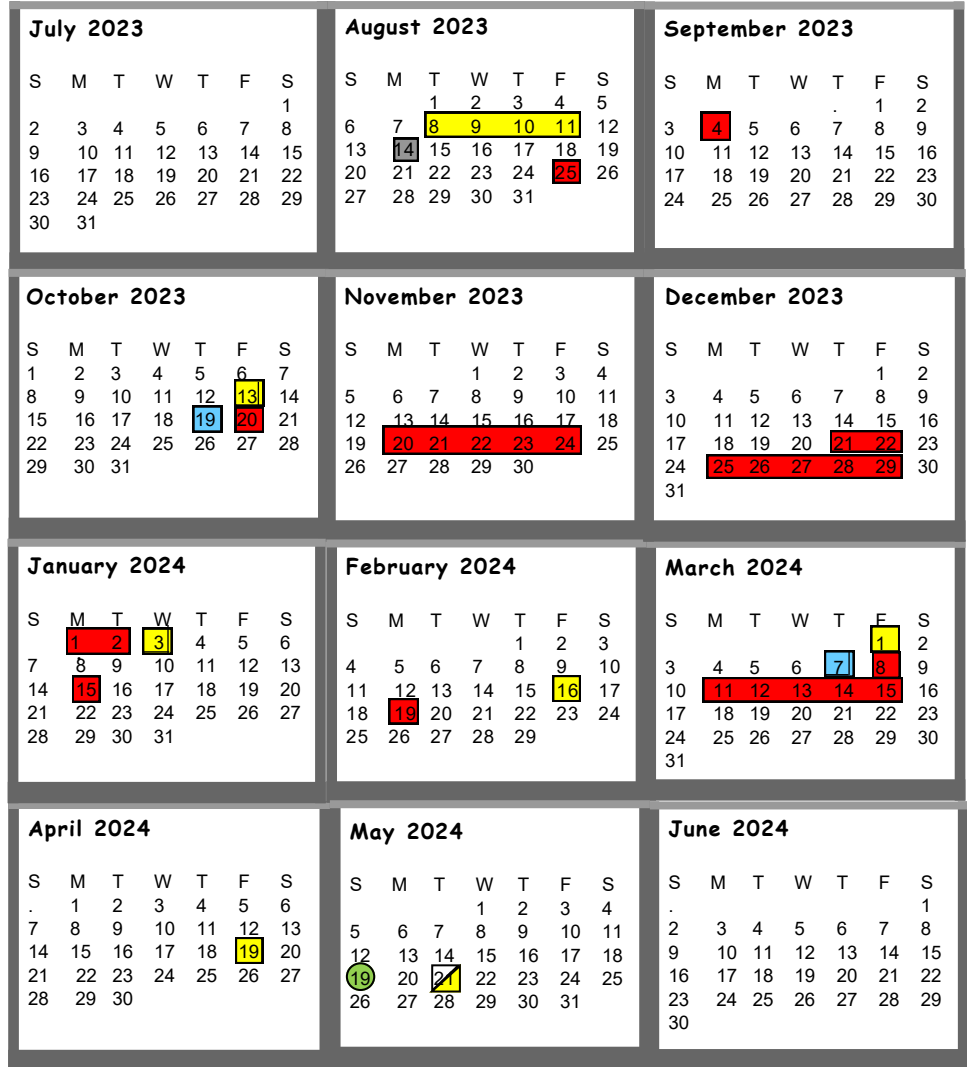 July 2023
S M T W T F S
1
2 3 4 5 6 7 8
9 10 11 12 13 14 15
16 17 18 19 20 21 22
23 24 25 26 27 28 29
30 31
August 2023
S M T W T F S
1 2 3 4 5
6 7 8 9 10 11 12
13 14 15 16 17 18 19
20 21 22 23 24 25 26
27 28 29 30 31
September 2023
S M T W T F S
. 1 2
3 4 5 6 7 8 9
10 11 12 13 14 15 16
17 18 19 20 21 22 23
24 25 26 27 28 29 30
October 2023
S M T W T F S
1 2 3 4 5 6 7
8 9 10 11 12 13 14
15 16 17 18 19 20 21
22 23 24 25 26 27 28
29 30 31
November 2023
S M T W T F S
1 2 3 4
5 6 7 8 9 10 11
12 13 14 15 16 17 18
19 20 21 22 23 24 25
26 27 28 29 30
December 2023
S M T W T F S
1 2
3 4 5 6 7 8 9
10 11 12 13 14 15 16
17 18 19 20 21 22 23
24 25 26 27 28 29 30
31
January 2024
S M T W T F S
1 2 3 4 5 6
7 8 9 10 11 12 13
14 15 16 17 18 19 20
21 22 23 24 25 26 27
28 29 30 31
February 2024
S M T W T F S
1 2 3
4 5 6 7 8 9 10
11 12 13 14 15 16 17
18 19 20 21 22 23 24
25 26 27 28 29
March 2024
S M T W T F S
1 2
3 4 5 6 7 8 9
10 11 12 13 14 15 16
17 18 19 20 21 22 23
24 25 26 27 28 29 30
31
April 2024
S M T W T F S
. 1 2 3 4 5 6
7 8 9 10 11 12 13
14 15 16 17 18 19 20
21 22 23 24 25 26 27
28 29 30
May 2024
S M T W T F S
1 2 3 4
5 6 7 8 9 10 11
12 13 14 15 16 17 18
19 20 21 22 23 24 25
26 27 28 29 30 31
June 2024
S M T W T F S
. 1
2 3 4 5 6 7 8
9 10 11 12 13 14 15
16 17 18 19 20 21 22
23 24 25 26 27 28 29
30